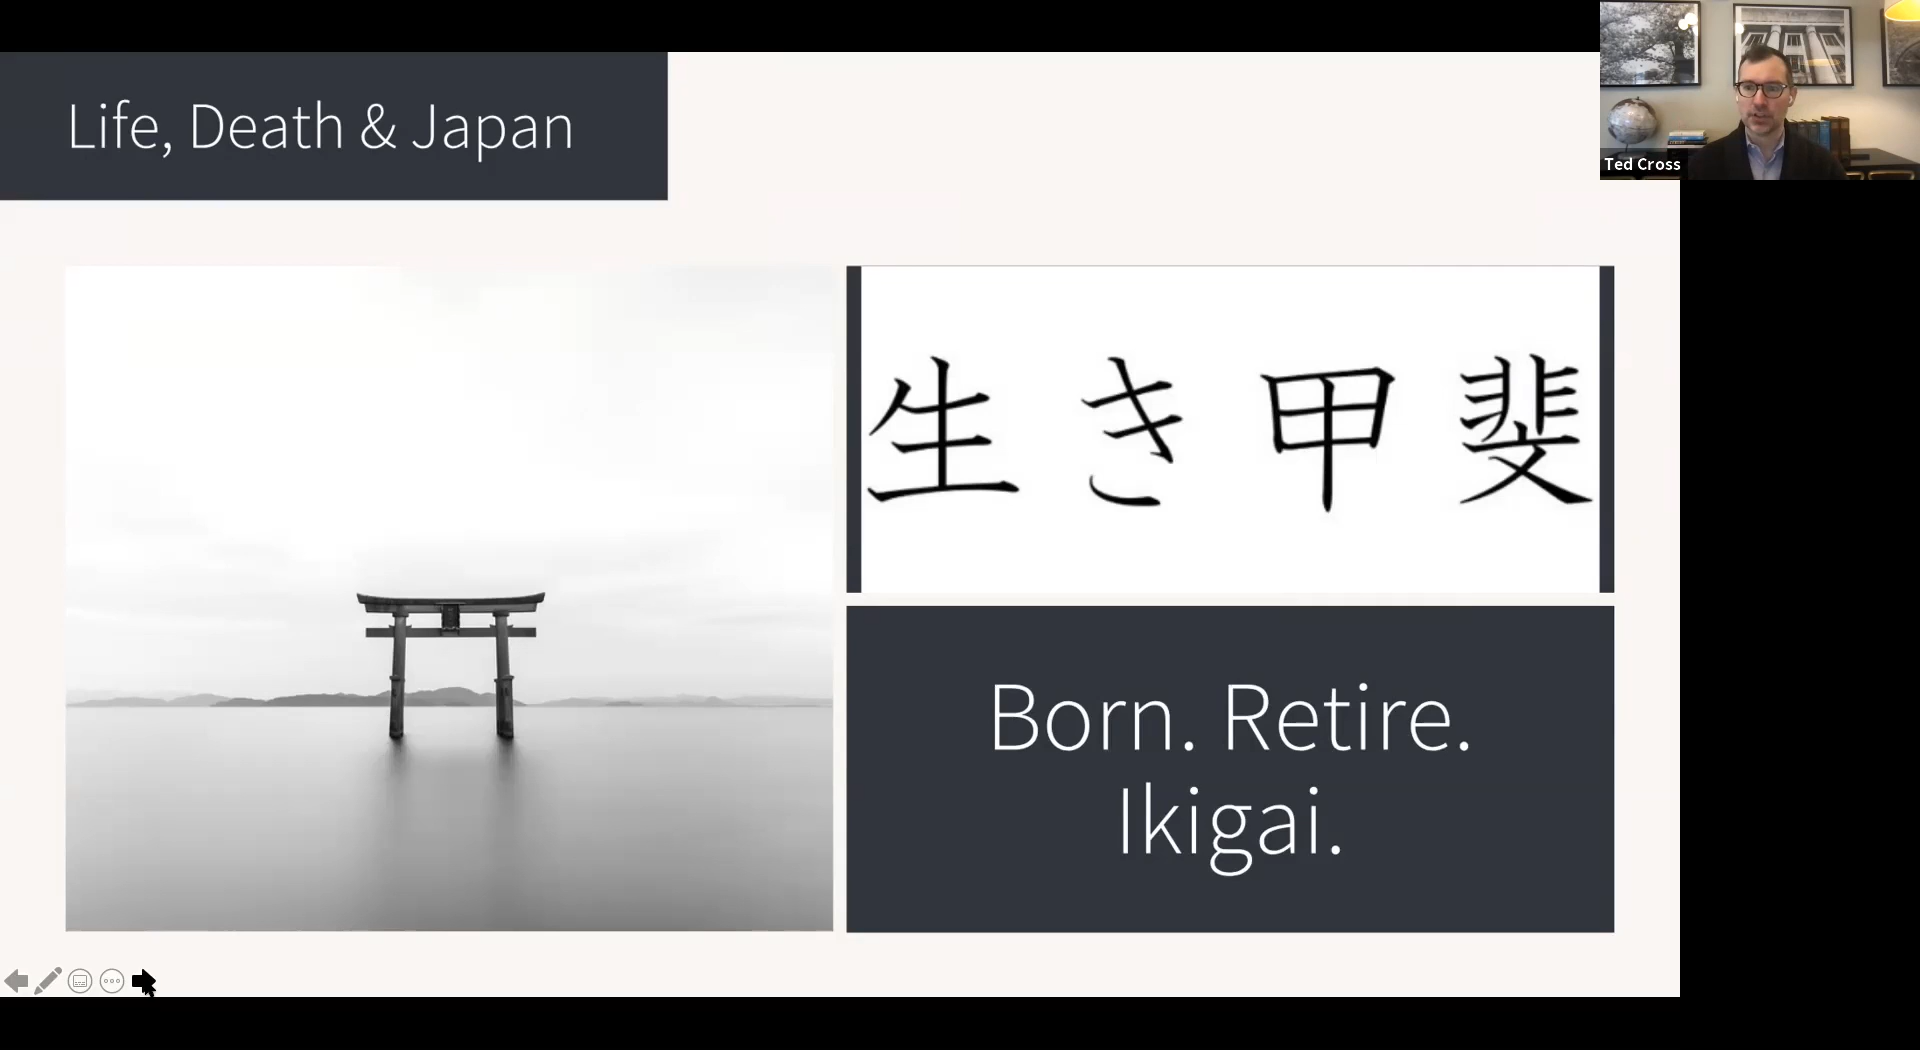 Life, Death & Japan
Ted Cross
生き甲斐
Born. Retire.
Ikigai.